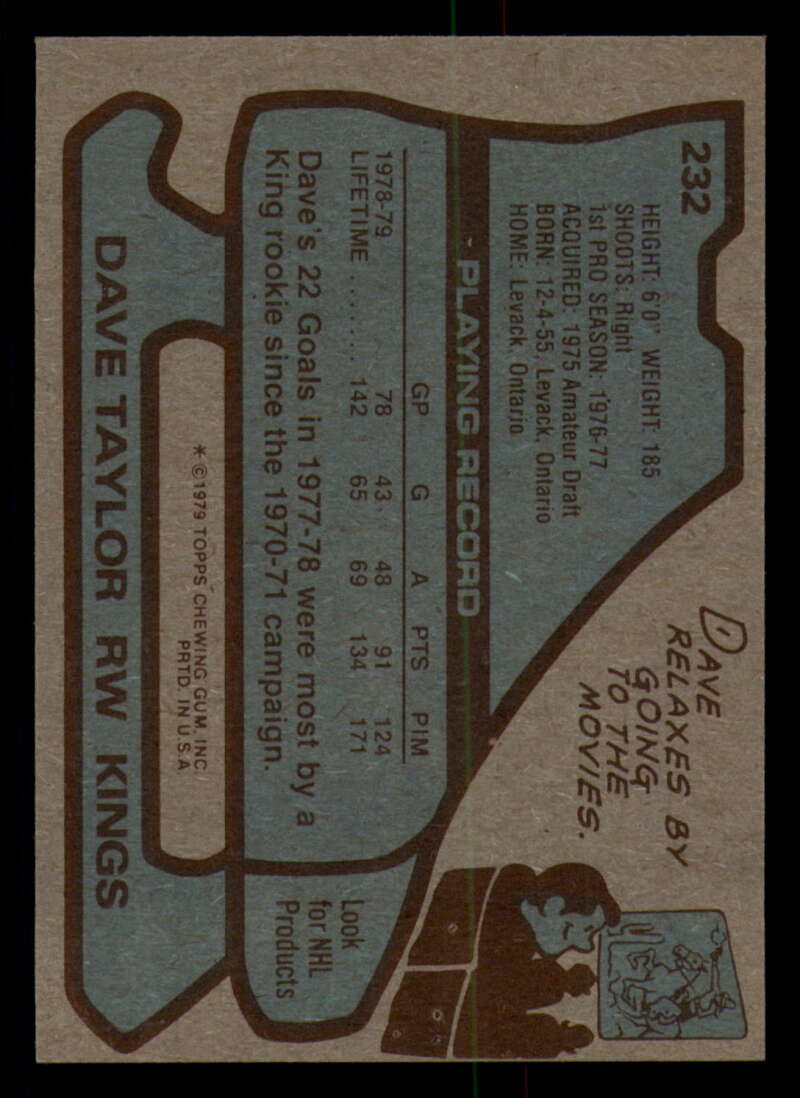 232
HEIGHT: 6'0" WEIGHT: 185
SHOOTS: Right
1st PRO SEASON: 1976-77
ACQUIRED: 1975 Amateur Draft
BORN: 12-4-55, Levack, Ontario
HOME: Levack, Ontario
DAVE
RELAXES BY
GOING
TO THE
MOVIES.
PLAYING RECORD
GP G A PTS PIM
1978-79 78 43 48 91 124
LIFETIME ......... 142 65 69 134 171
Dave's 22 Goals in 1977-78 were most by a
King rookie since the 1970-71 campaign.
Look
for NHL
Products
* © 1979 TOPPS CHEWING GUM, INC.
PRTD. IN U.S.A
DAVE TAYLOR RW KINGS